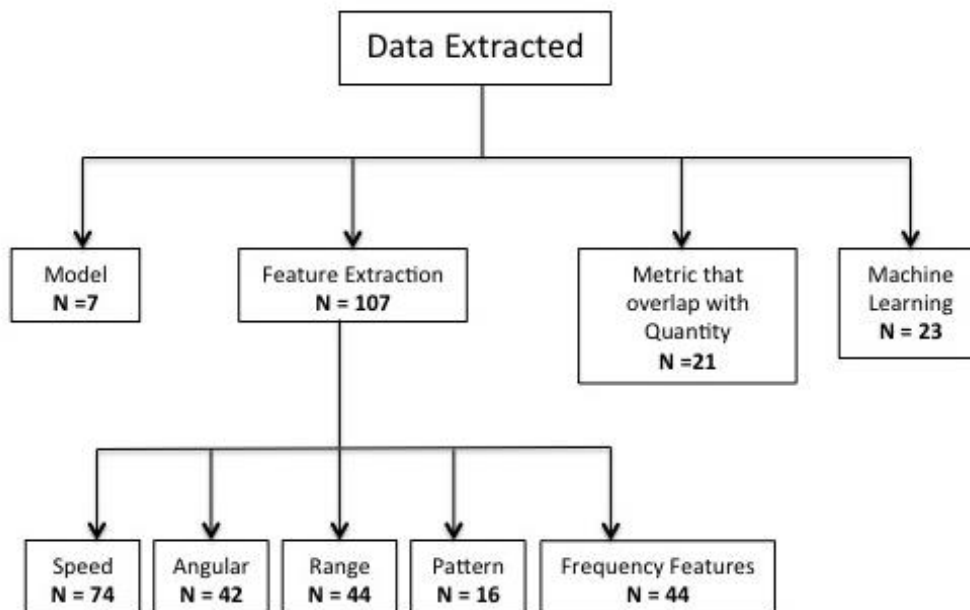 Data Extracted
Model
N =7
Feature Extraction
N = 107
Metric that
overlap with
Quantity
N =21
Machine
Learning
N = 23
Speed
N = 74
Angular
N = 42
Range
N = 44
Pattern
N = 16
Frequency Features
N = 44